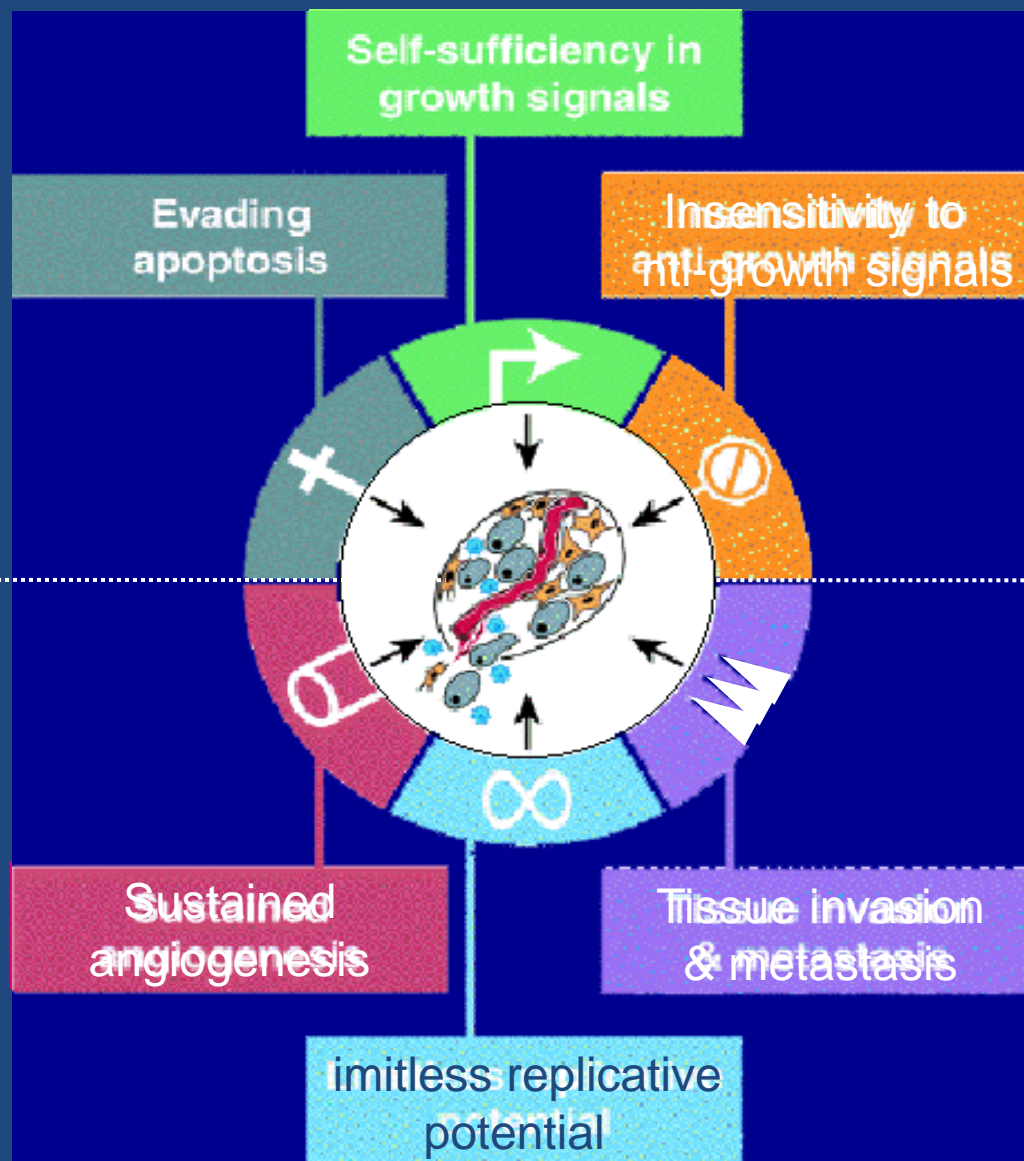 Self-sufficiency in
growth signals
Evading
apoptosis
Insensitivity to
nti-growth signals
Sustained
angiogenesis
Tissue invasion
& metastasis
imitless replicative
potential